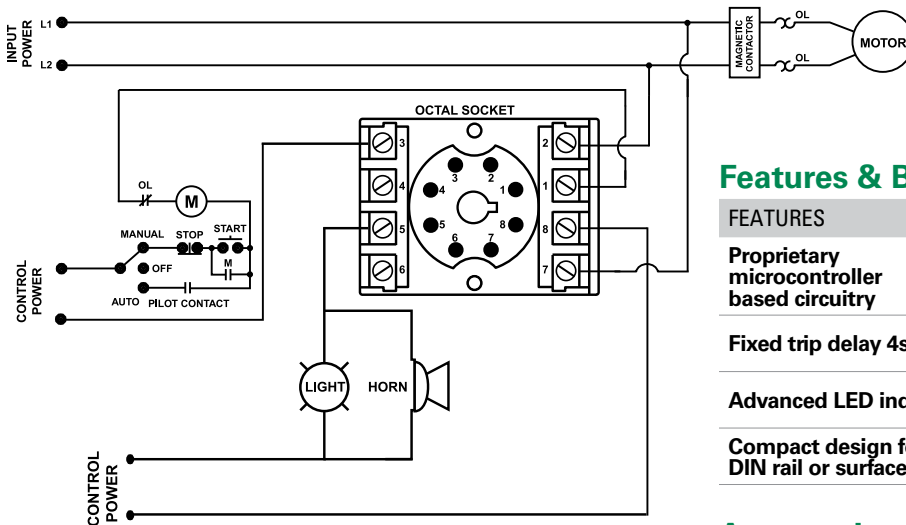 INPUT POWER
L1
L2
MAGNETIC CONTACTOR
OL
OL
MOTOR
OCTAL SOCKET
3
4
5
6
2
1
8
7
3
2
4
1
5
8
6
7
OL
M
MANUAL
STOP
START
OFF
M
AUTO
PILOT CONTACT
CONTROL POWER
LIGHT
HORN
CONTROL POWER
Features & B
FEATURES
Proprietary
microcontroller
based circuitry
Fixed trip delay 4s
Advanced LED ind
Compact design fo
DIN rail or surface